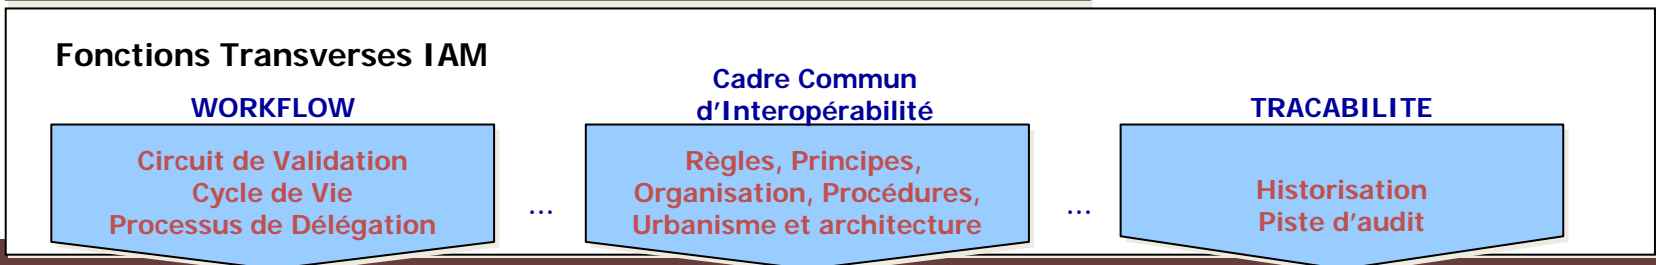 Fonctions Transverses IAM
WORKFLOW
Circuit de Validation
Cycle de Vie
Processus de Délégation
...
Cadre Commun
d'Interopérabilité
Règles, Principes,
Organisation, Procédures,
Urbanisme et architecture
...
TRACABILITE
Historisation
Piste d'audit